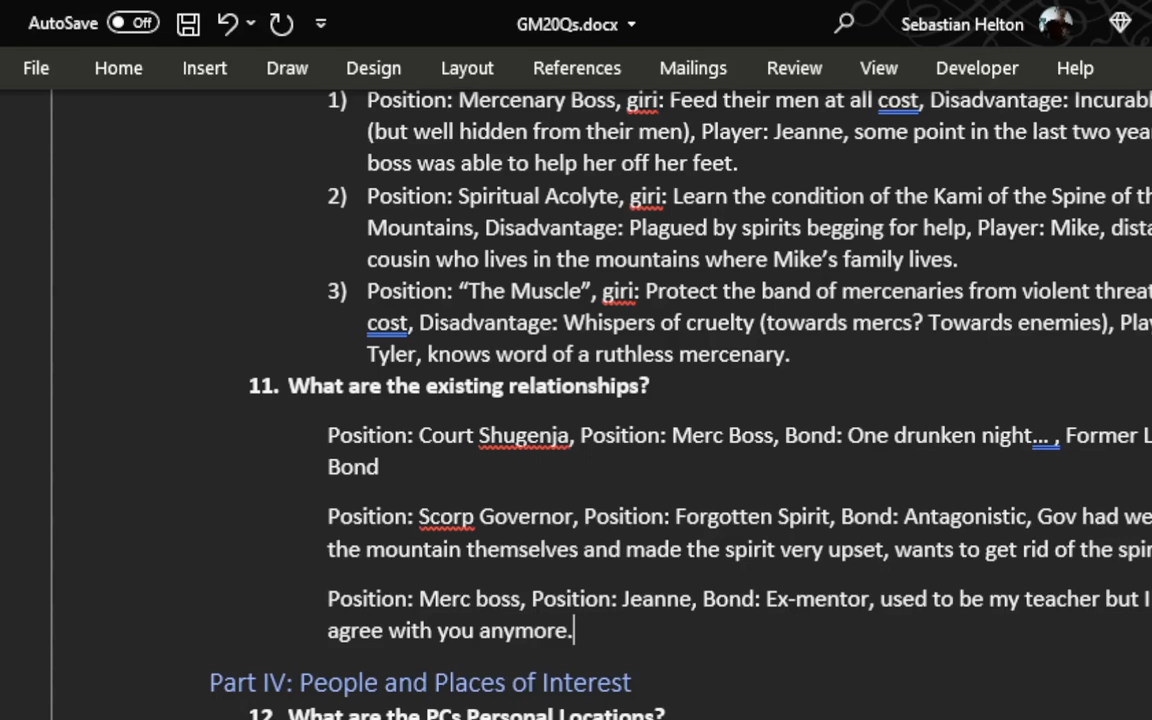 AutoSave Off GM20Qs.docx Sebastian Helton
File Home Insert Draw Design Layout References Mailings Review View Developer Help
1) Position: Mercenary Boss, giri: Feed their men at all cost, Disadvantage:
(but well hidden from their men), Player: Jeanne, some point in the last two
boss was able to help her off her feet.
2) Position: Spiritual Acolyte, giri: Learn the condition of the Kami of the Spine of
Mountains, Disadvantage: Plagued by spirits begging for help, Player: Mike,
cousin who lives in the mountains where Mike’s family lives.
3) Position: “The Muscle”, giri: Protect the band of mercenaries from violent
cost, Disadvantage: Whispers of cruelty (towards mercs? Towards enemies),
Tyler, knows word of a ruthless mercenary.
11. What are the existing relationships?
Position: Court Shugenja, Position: Merc Boss, Bond: One drunken night... , Former
Bond
Position: Scorp Governor, Position: Forgotten Spirit, Bond: Antagonistic, Gov had
the mountain themselves and made the spirit very upset, wants to get rid of the
Position: Merc boss, Position: Jeanne, Bond: Ex-mentor, used to be my teacher but I
agree with you anymore.
Part IV: People and Places of Interest
12. What are the PCs Personal Locations?